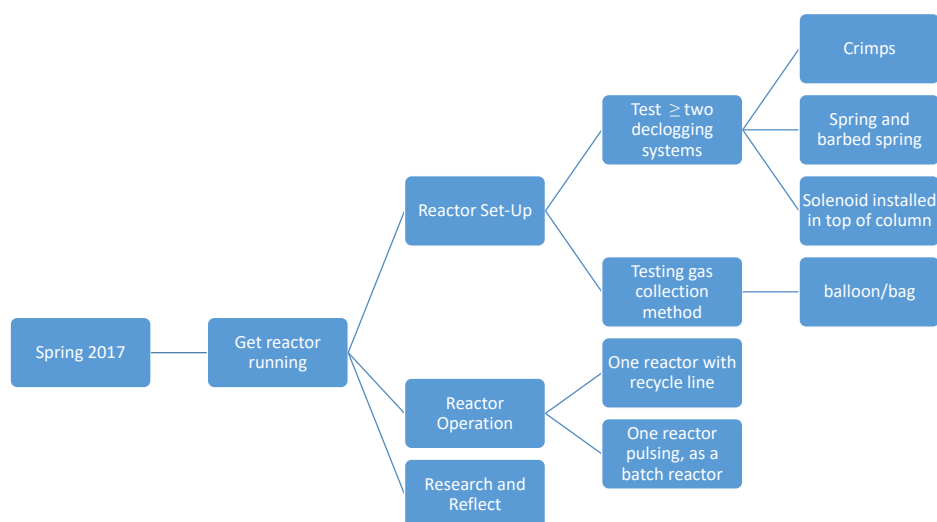 Crimps
Test ≥ two
declogging
systems
Spring and
barbed spring
Reactor Set-Up
Solenoid installed
in top of column
Testing gas
collection
method
balloon/bag
Spring 2017
Get reactor
running
One reactor with
recycle line
Reactor
Operation
One reactor
pulsing, as a
batch reactor
Research and
Reflect